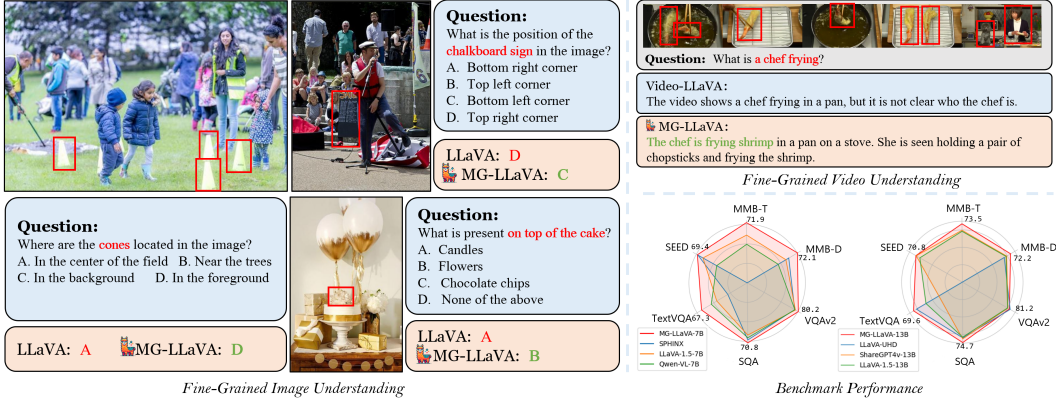 Question:
What is the position of the
chalkboard sign in the image?
A. Bottom right corner
B. Top left corner
C. Bottom left corner
D. Top right corner
LLaVA: D
MG-LLaVA: C
Question:
Where are the cones located in the image?
A. In the center of the field B. Near the trees
C. In the background D. In the foreground
LLaVA: A MG-LLaVA: D
Question:
What is present on top of the cake?
A. Candles
B. Flowers
C. Chocolate chips
D. None of the above
LLaVA: A
MG-LLaVA: B
Fine-Grained Image Understanding
Question: What is a chef frying?
Video-LLaVA:
The video shows a chef frying in a pan, but it is not clear who the chef is.
MG-LLaVA:
The chef is frying shrimp in a pan on a stove. She is seen holding a pair of
chopsticks and frying the shrimp.
Fine-Grained Video Understanding
MMB-T
71.9
SEED 69.4
MMB-D
72.1
TextVQA 67.3
80.2
VQAv2
70.8
SQA
MG-LLaVA-7B
SPHINX
LLaVA-1.5-7B
Qwen-VL-7B
MMB-T
73.5
SEED 70.8
MMB-D
72.2
TextVQA 69.6
81.2
VQAv2
74.7
SQA
MG-LLaVA-13B
LLaVA-UHD
ShareGPT4v-13B
LLaVA-1.5-13B
Benchmark Performance